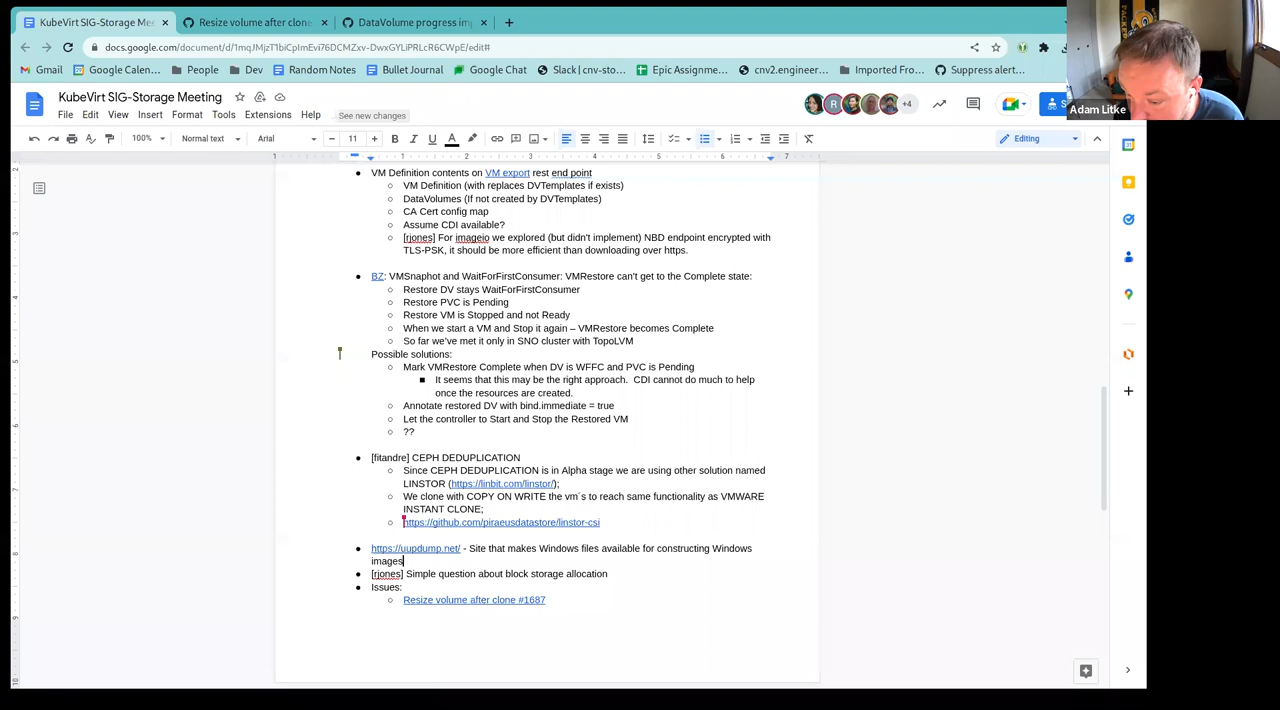 KubeVirt SIG-Storage Mee
Resize volume after clone
DataVolume progress im
docs.google.com/document/d/1mqJMjzT1biCpImEvi76DCMZxv-DwxGYLiPRLcR6CWpE/edit#
Gmail
Google Calen…
People
Dev
Random Notes
Bullet Journal
Google Chat
Slack | cnv-sto…
Epic Assignme…
cnv2.engineer…
Imported Fro…
Suppress alert…
Adam Litke
KubeVirt SIG-Storage Meeting
+4
File Edit View Insert Format Tools Extensions Help
See new changes
100%
Normal text
Arial
11
Editing
1 1 2 3 4 5 6 7
VM Definition contents on VM export rest end point
VM Definition (with replaces DVTemplates if exists)
DataVolumes (If not created by DVTemplates)
CA Cert config map
Assume CDI available?
[rjones] For imageio we explored (but didn't implement) NBD endpoint encrypted with
TLS-PSK, it should be more efficient than downloading over https.
BZ: VMSnaphot and WaitForFirstConsumer: VMRestore can't get to the Complete state:
Restore DV stays WaitForFirstConsumer
Restore PVC is Pending
Restore VM is Stopped and not Ready
When we start a VM and Stop it again – VMRestore becomes Complete
So far we've met it only in SNO cluster with TopoLVM
Possible solutions:
Mark VMRestore Complete when DV is WFFC and PVC is Pending
It seems that this may be the right approach. CDI cannot do much to help
once the resources are created.
Annotate restored DV with bind.immediate = true
Let the controller to Start and Stop the Restored VM
??
[fitandre] CEPH DEDUPLICATION
Since CEPH DEDUPLICATION is in Alpha stage we are using other solution named
LINSTOR (https://linbit.com/linstor/);
We clone with COPY ON WRITE the vm´s to reach same functionality as VMWARE
INSTANT CLONE;
https://github.com/piraeusdatastore/linstor-csi
https://uupdump.net/ - Site that makes Windows files available for constructing Windows
images
[rjones] Simple question about block storage allocation
Issues:
Resize volume after clone #1687